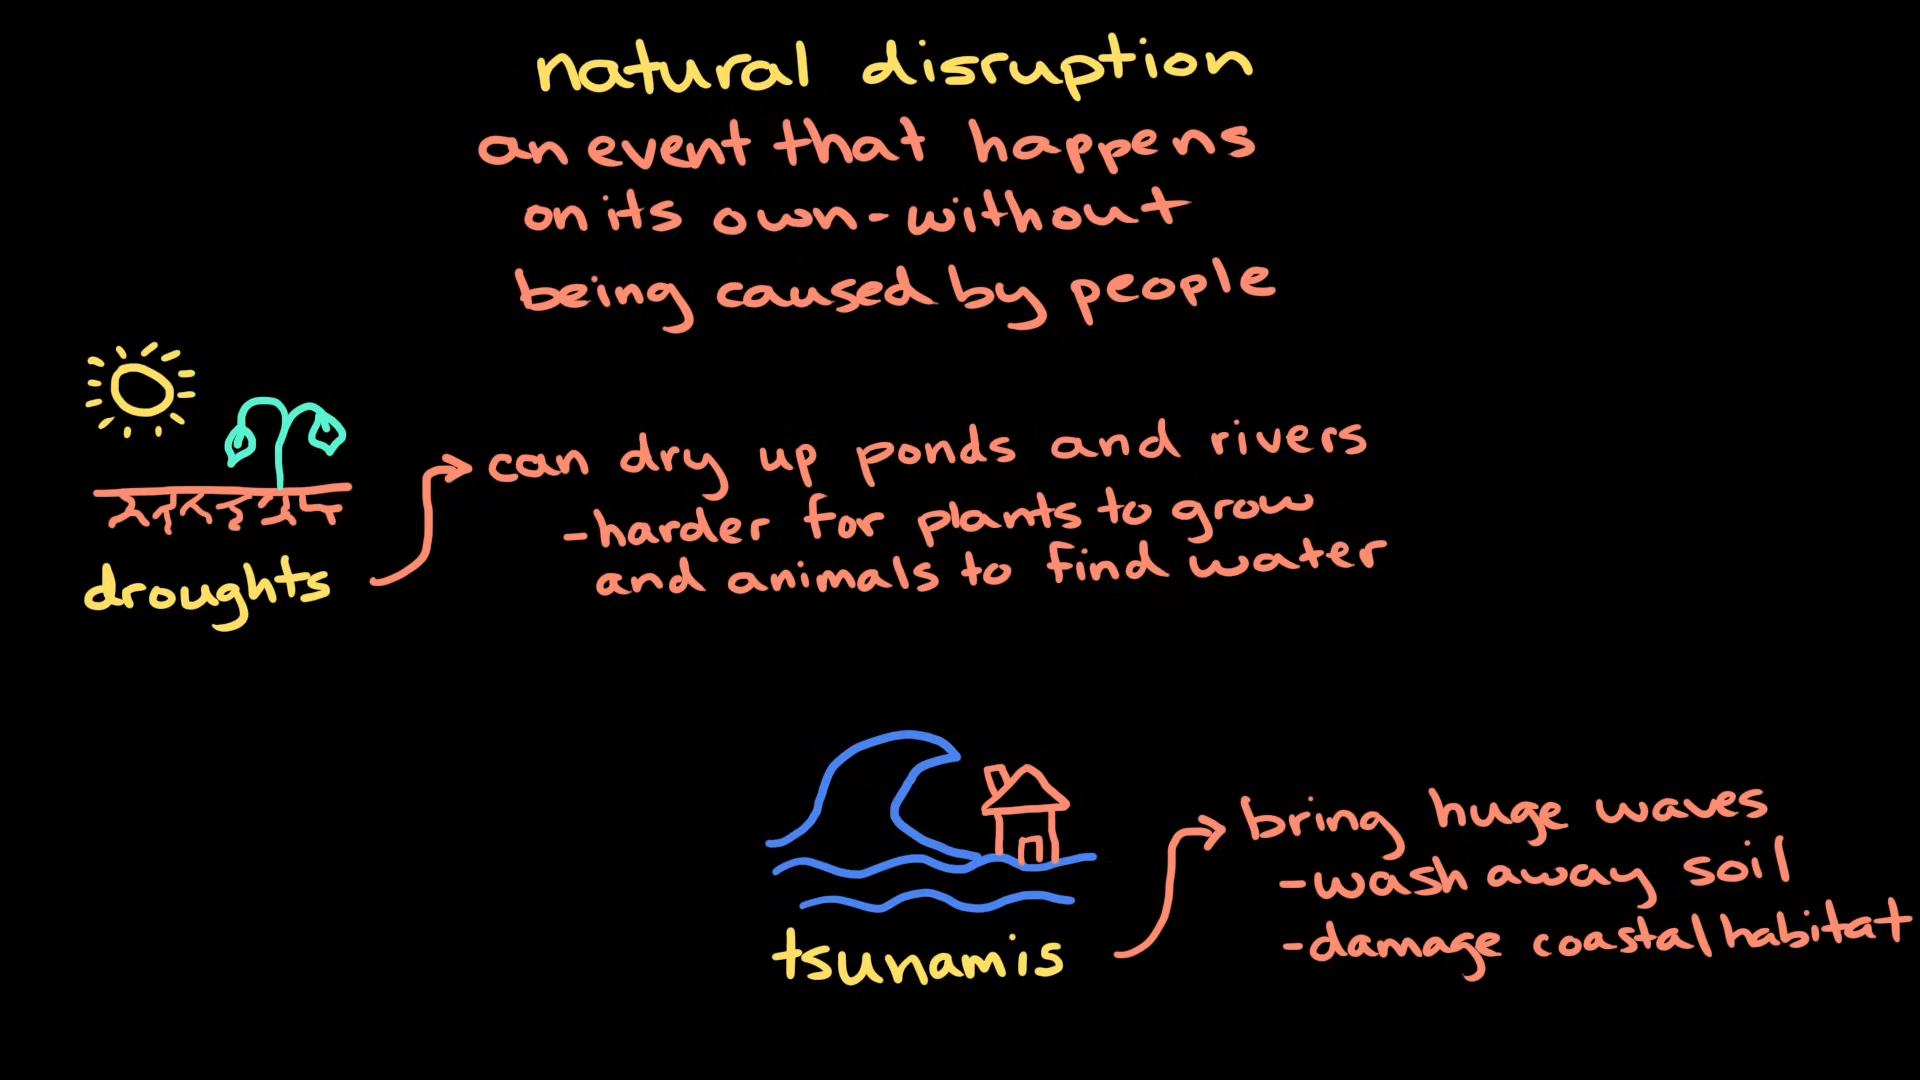 natural disruption
an event that happens
on its own - without
being caused by people
can dry up ponds and rivers
- harder for plants to grow
and animals to find water
droughts
bring huge waves
- wash away soil
- damage coastal habitat
tsunamis